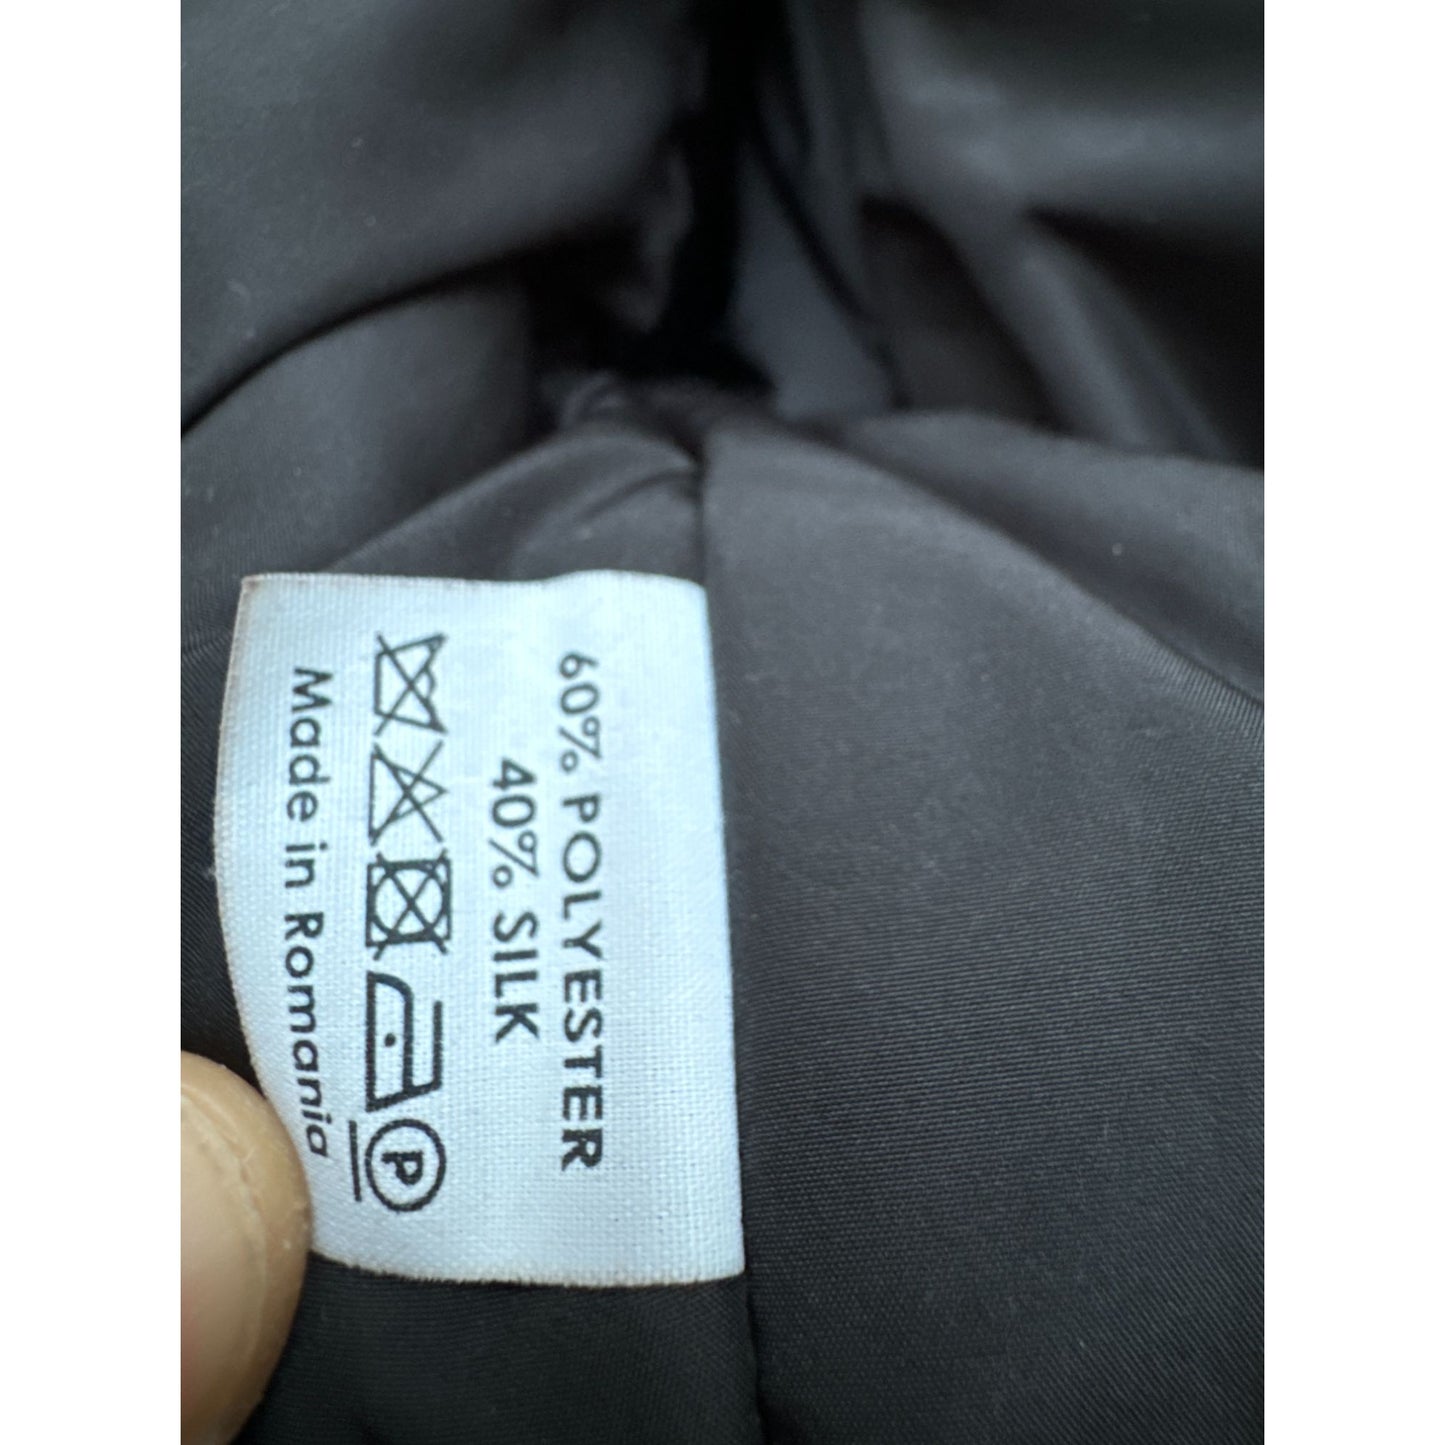 60% POLYESTER
40% SILK
P
Made in Romania